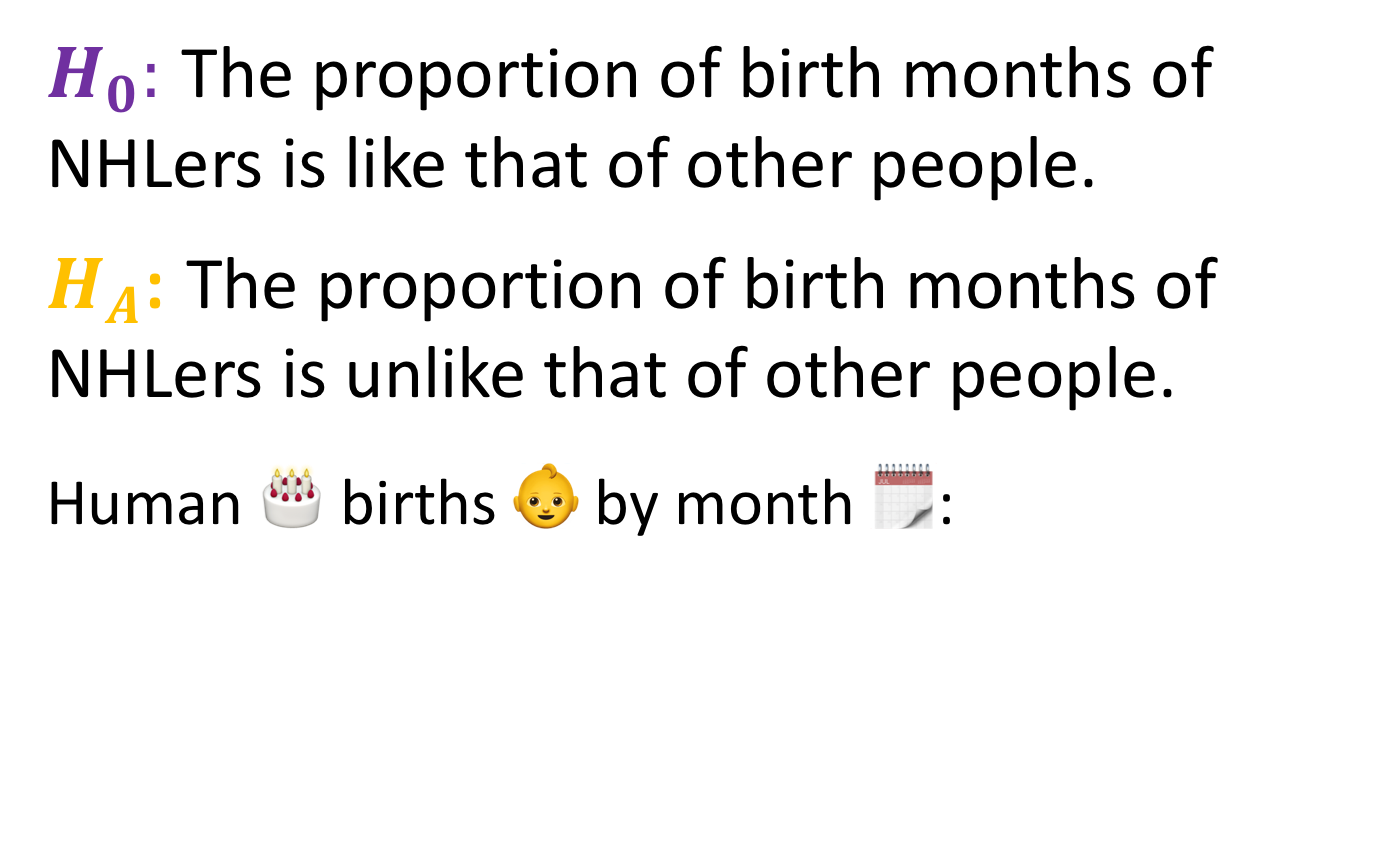 H₀: The proportion of birth months of
NHLers is like that of other people.
H_A: The proportion of birth months of
NHLers is unlike that of other people.
Human 🎂 births 👶 by month 🗓: